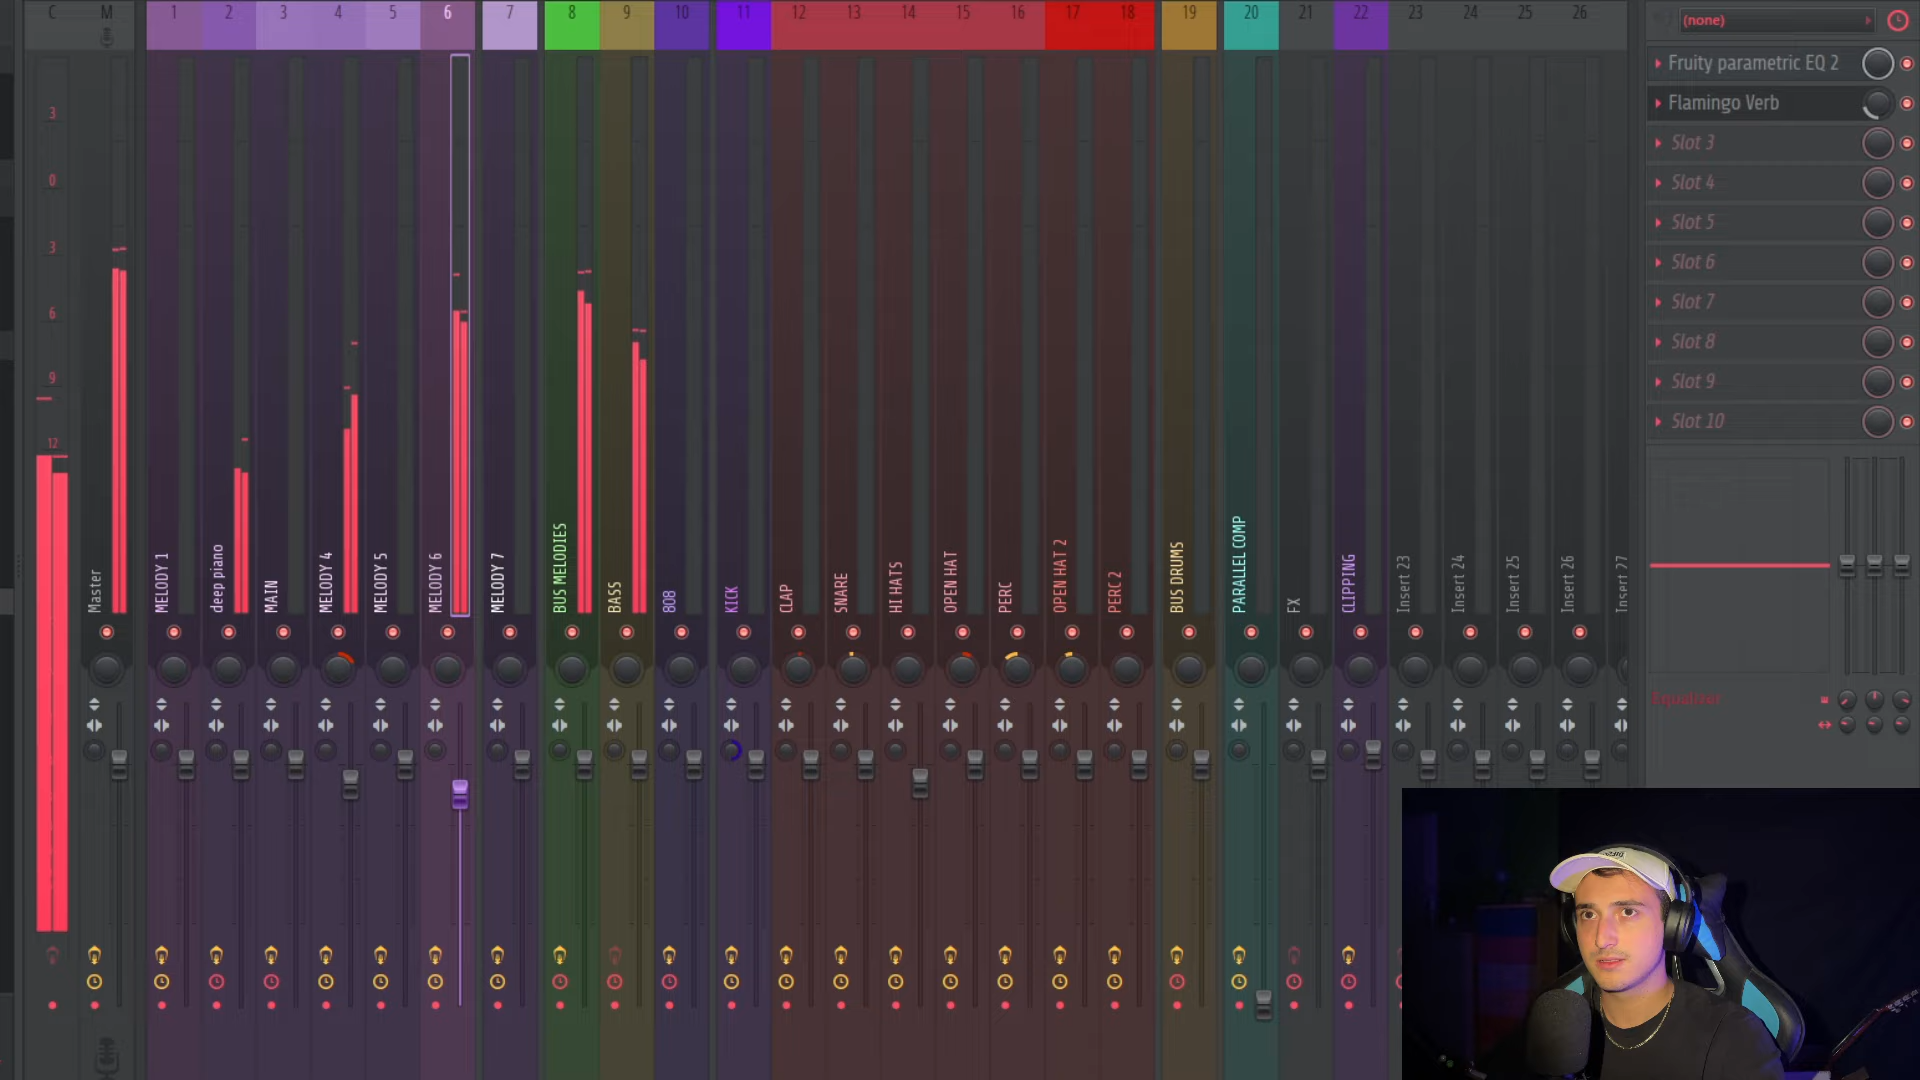 C M 1 2 3 4 5 6 7 8 9 10 11 12 13 14 15 16 17 18 19 20 21 22 23 24 25 26
3
0
3
6
9
12
Master
MELODY 1
deep piano
MAIN
MELODY 4
MELODY 5
MELODY 6
MELODY 7
BUS MELODIES
BASS
808
KICK
CLAP
SNARE
HI HATS
OPEN HAT
PERC
OPEN HAT 2
PERC 2
BUS DRUMS
PARALLEL COMP
FX
CLIPPING
Insert 23
Insert 24
Insert 25
Insert 26
Insert 27
(none)
Fruity parametric EQ 2
Flamingo Verb
Slot 3
Slot 4
Slot 5
Slot 6
Slot 7
Slot 8
Slot 9
Slot 10
Equalizer